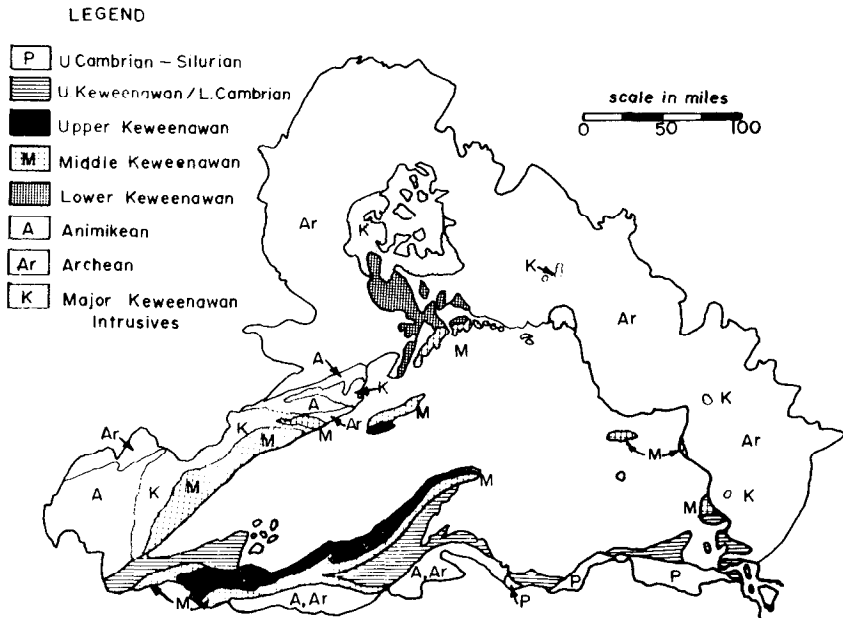 LEGEND
P U Cambrian – Silurian
U Keweenawan / L. Cambrian
Upper Keweenawan
M Middle Keweenawan
Lower Keweenawan
A Animikean
Ar Archean
K Major Keweenawan
Intrusives
scale in miles
0 50 100
Ar
K
K
Ar
M
A
K
K
A
Ar
M
Ar
K
M
M
Ar
M
A
K
M
M
K
M
K
M
A, Ar
P
P
M
A, Ar
P